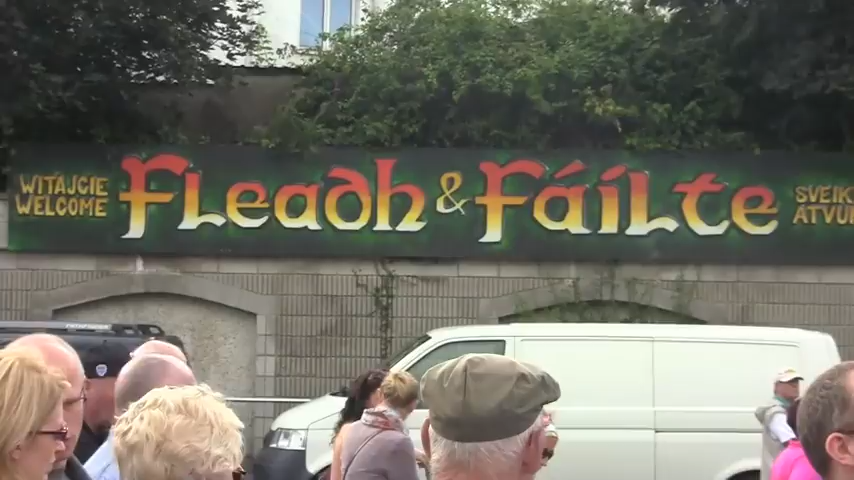 WITAJCIE
WELCOME
Fleadh & Fáilte
SVEIK
ATVU